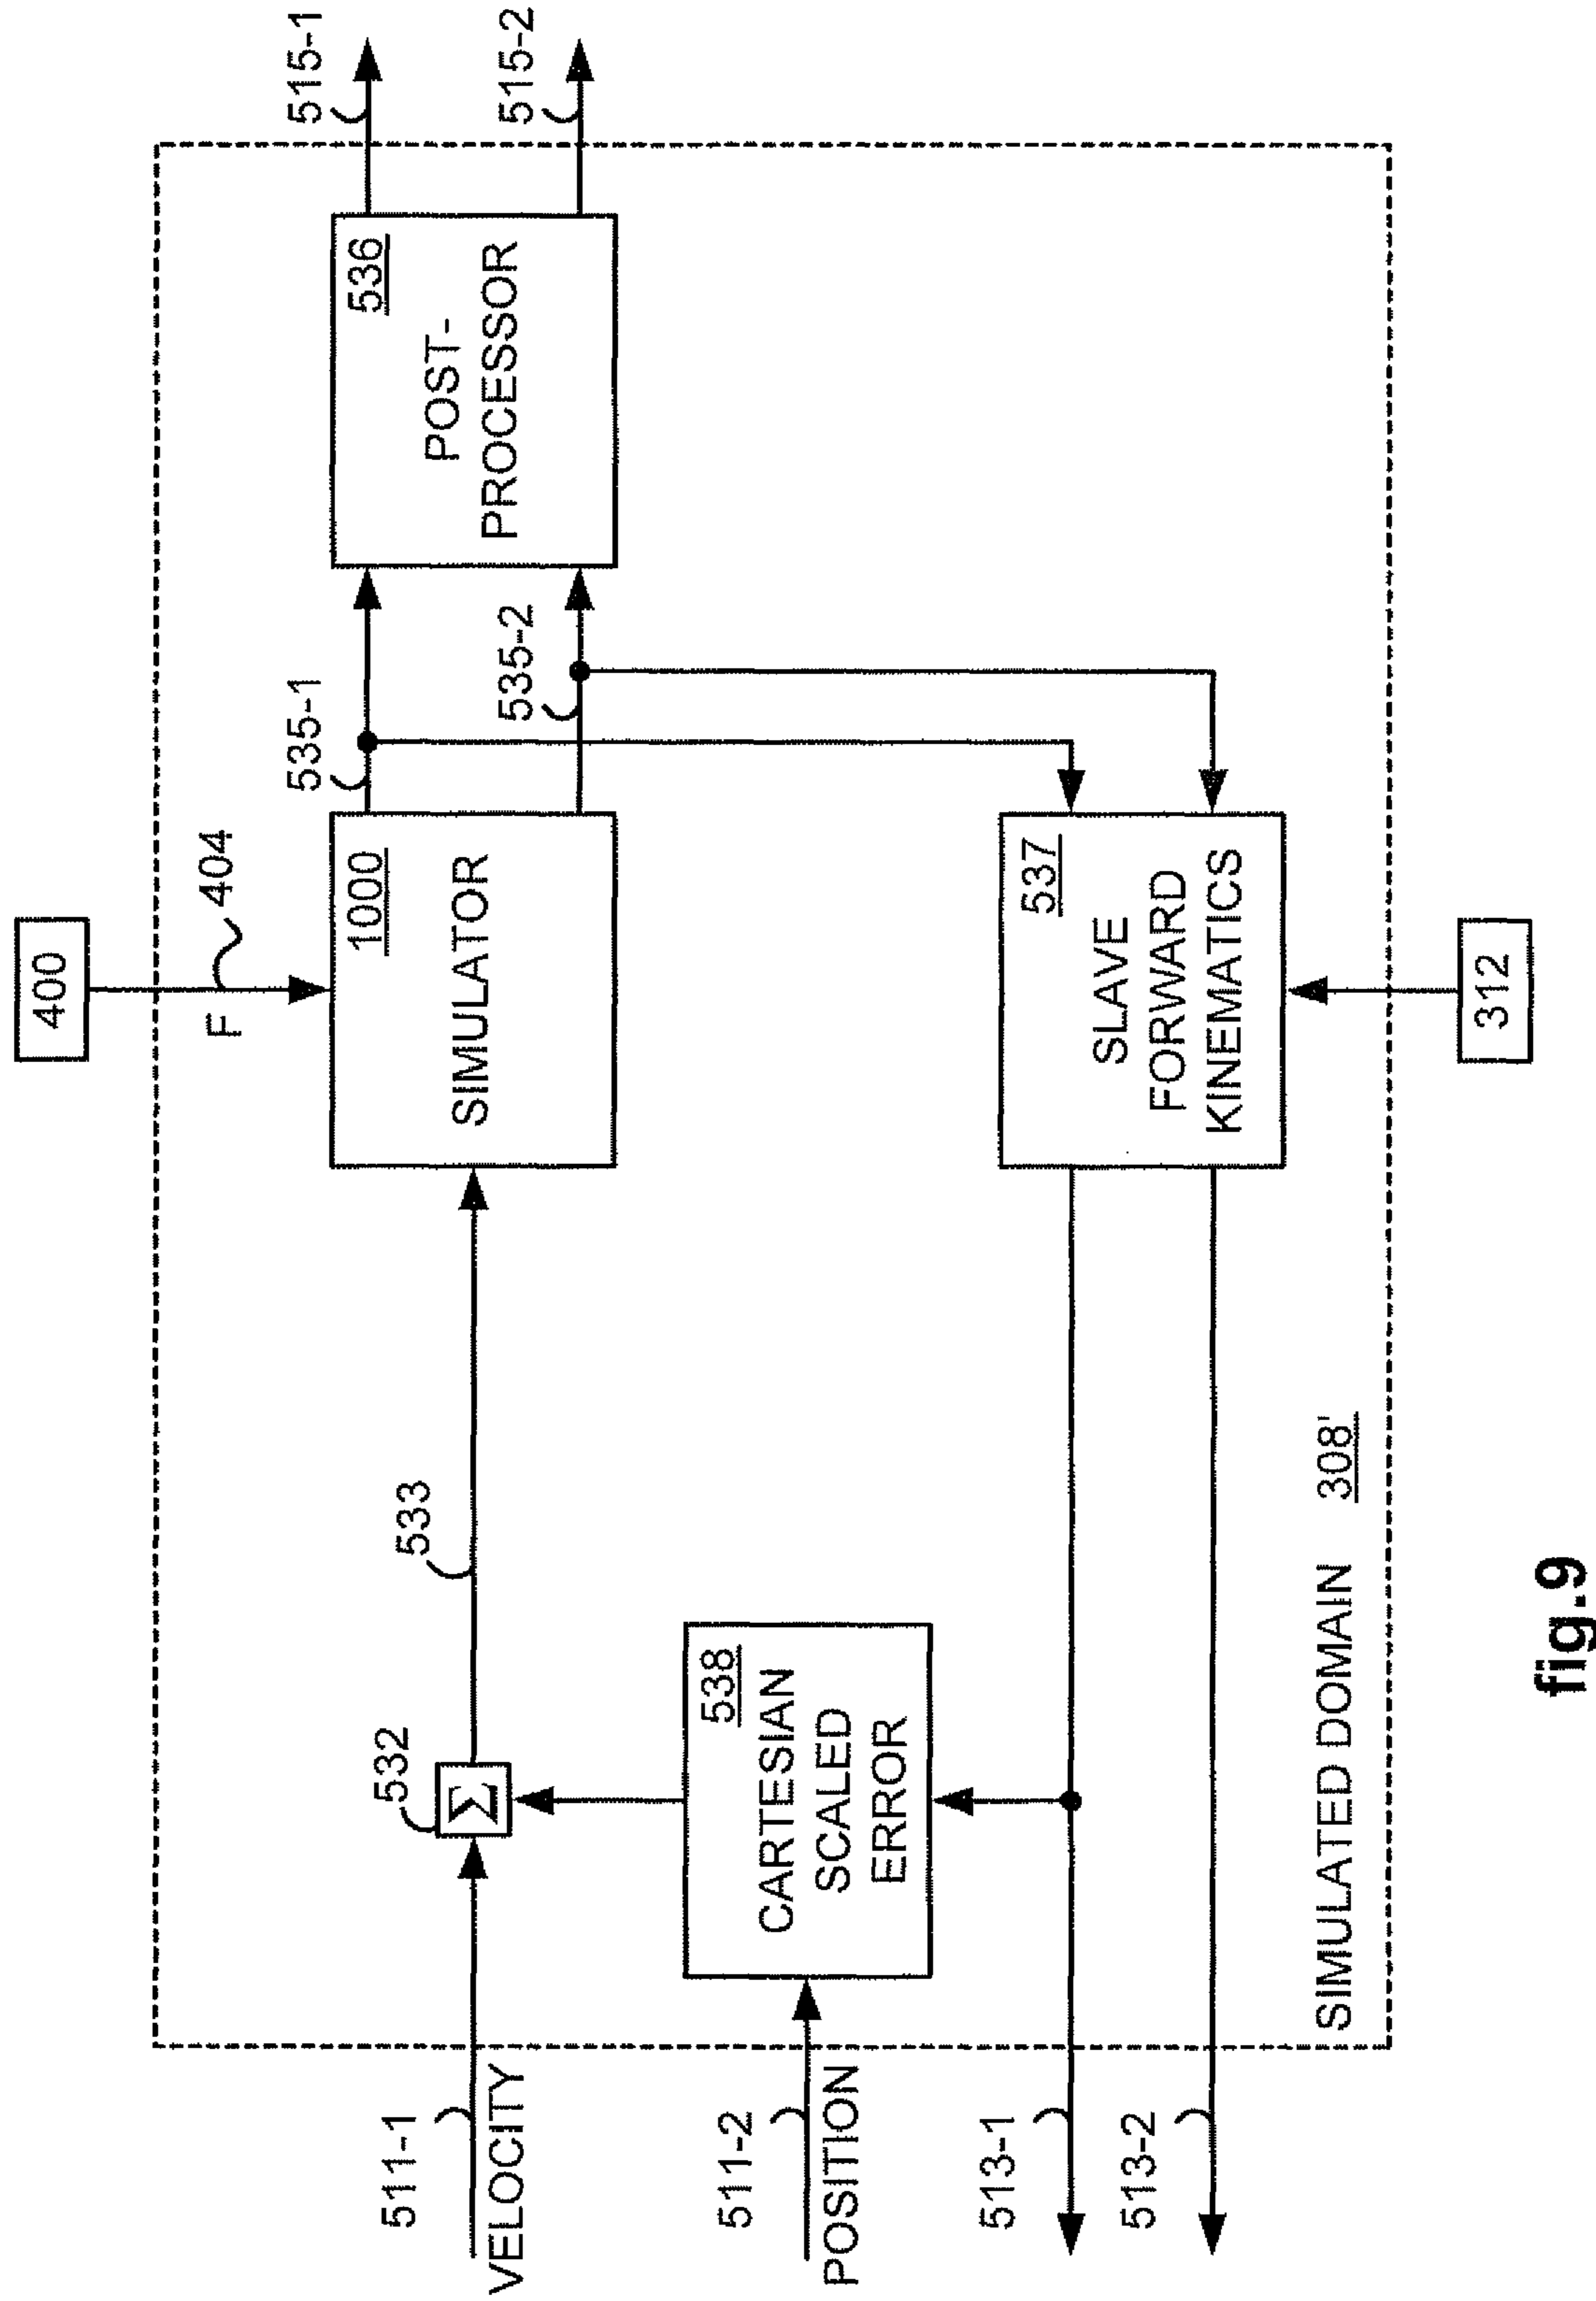 400
F
404
511-1
VELOCITY
532
Σ
533
1000
SIMULATOR
535-1
535-2
536
POST-
PROCESSOR
515-1
515-2
511-2
POSITION
538
CARTESIAN
SCALED
ERROR
537
SLAVE
FORWARD
KINEMATICS
513-1
513-2
SIMULATED DOMAIN 308'
312
fig.9